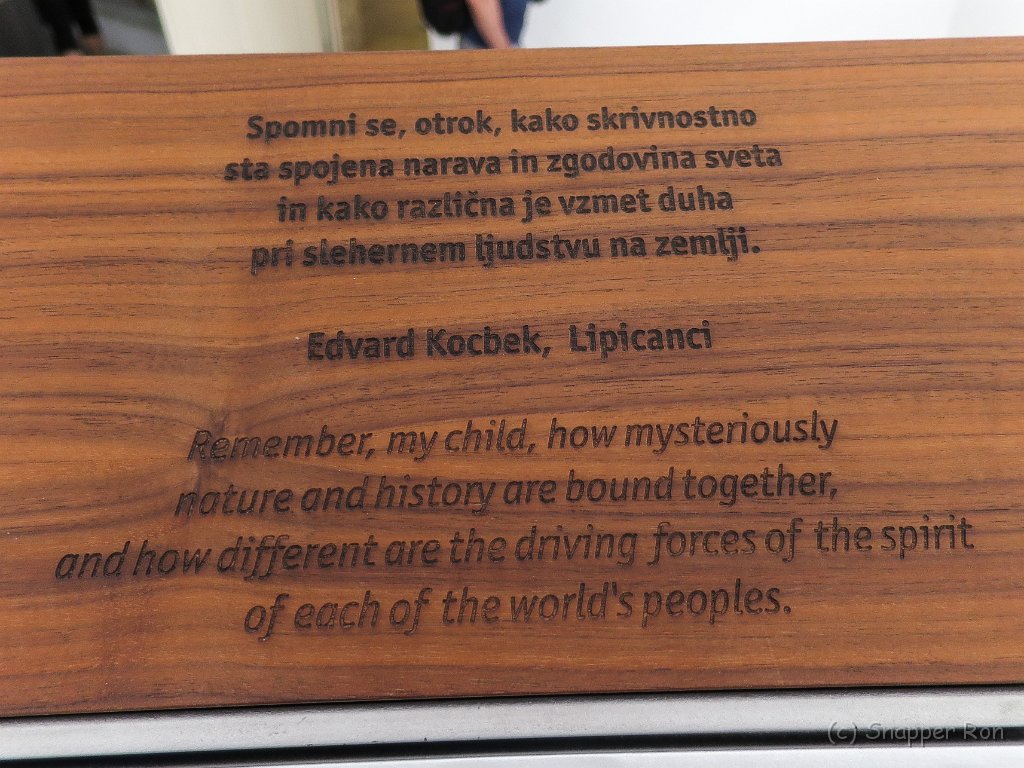 Spomni se, otrok, kako skrivnostno
sta spojena narava in zgodovina sveta
in kako različna je vzmet duha
pri slehernem ljudstvu na zemlji.
Edvard Kocbek, Lipicanci
Remember, my child, how mysteriously
nature and history are bound together,
and how different are the driving forces of the spirit
of each of the world's peoples.
(c) Snapper Ron